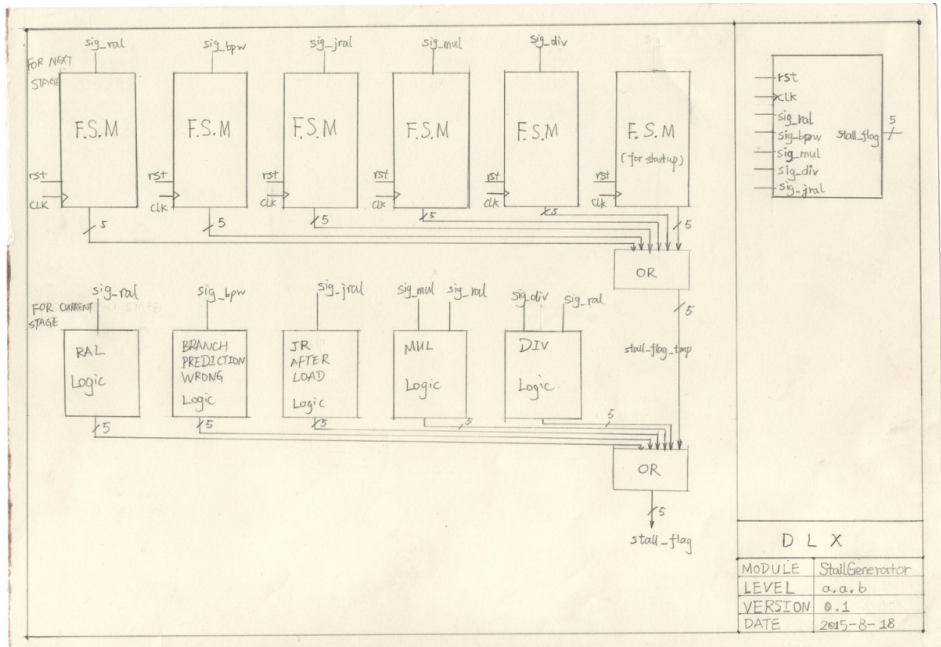 FOR NEXT
STAGE
sig_ral
sig_bpw
sig_jral
sig_mul
sig_div
F.S.M
F.S.M
F.S.M
F.S.M
F.S.M
F.S.M
(for startup)
rst
rst
rst
rst
rst
rst
CLK
CLK
CLK
CLK
CLK
CLK
5
5
5
5
5
5
OR
5
stall_flag_tmp
FOR CURRENT
STAGE
sig_ral
sig_bpw
sig_jral
sig_mul
sig_ral
sig_div
sig_ral
RAL
Logic
BRANCH
PREDICTION
WRONG
Logic
JR
AFTER
LOAD
Logic
MUL
Logic
DIV
Logic
5
5
5
5
5
OR
5
stall_flag
rst
CLK
sig_ral
sig_bpw
sig_mul
sig_div
sig_jral
stall_flag
5
DLX
MODULE StallGenerator
LEVEL a.a.b
VERSION 0.1
DATE 2015-8-18